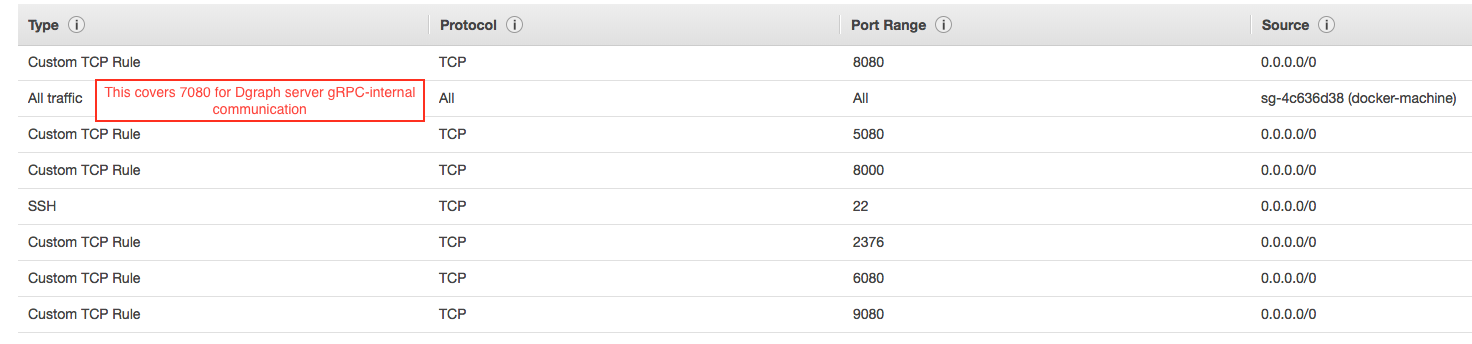 Type Protocol Port Range Source
Custom TCP Rule TCP 8080 0.0.0.0/0
All traffic This covers 7080 for Dgraph server gRPC-internal communication All All sg-4c636d38 (docker-machine)
Custom TCP Rule TCP 5080 0.0.0.0/0
Custom TCP Rule TCP 8000 0.0.0.0/0
SSH TCP 22 0.0.0.0/0
Custom TCP Rule TCP 2376 0.0.0.0/0
Custom TCP Rule TCP 6080 0.0.0.0/0
Custom TCP Rule TCP 9080 0.0.0.0/0